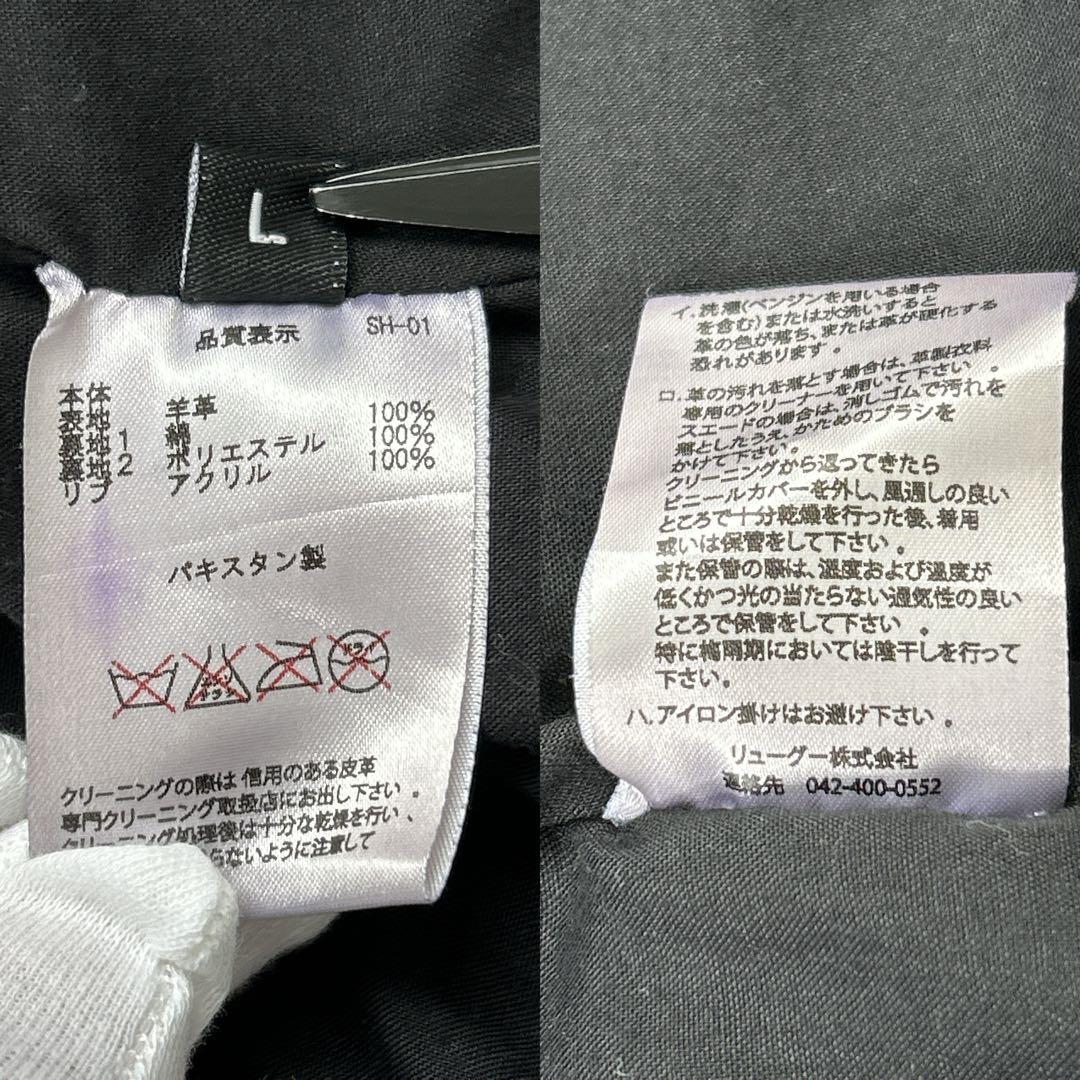 L
品質表示 SH-01
本体
表地 羊革 100%
裏地1 綿 100%
裏地2 ポリエステル 100%
リブ アクリル
パキスタン製
ドライ
クリーニングの際は信用のある皮革
専門クリーニング取扱店にお出し下さい。
クリーニング処理後は十分な乾燥を行い、
らないように注意して
イ.洗濯(ベンジンを用いる場合
を含む)または水洗いすると
革の色が落ち、または革が硬化する
恐れがあります。
ロ.革の汚れを落とす場合は、革製衣料
専用のクリーナーを用いて下さい。
スエードの場合は、消しゴムで汚れを
落としたうえ、かためのブラシを
かけて下さい。
クリーニングから返ってきたら
ビニールカバーを外し、風通しの良い
ところで十分乾燥を行った後、着用
或いは保管をして下さい。
また保管の際は、温度および温度が
低くかつ光の当たらない通気性の良い
ところで保管をして下さい。
特に梅雨期においては陰干しを行って
下さい。
ハ.アイロン掛けはお避け下さい。
リューグー株式会社
連絡先 042-400-0552